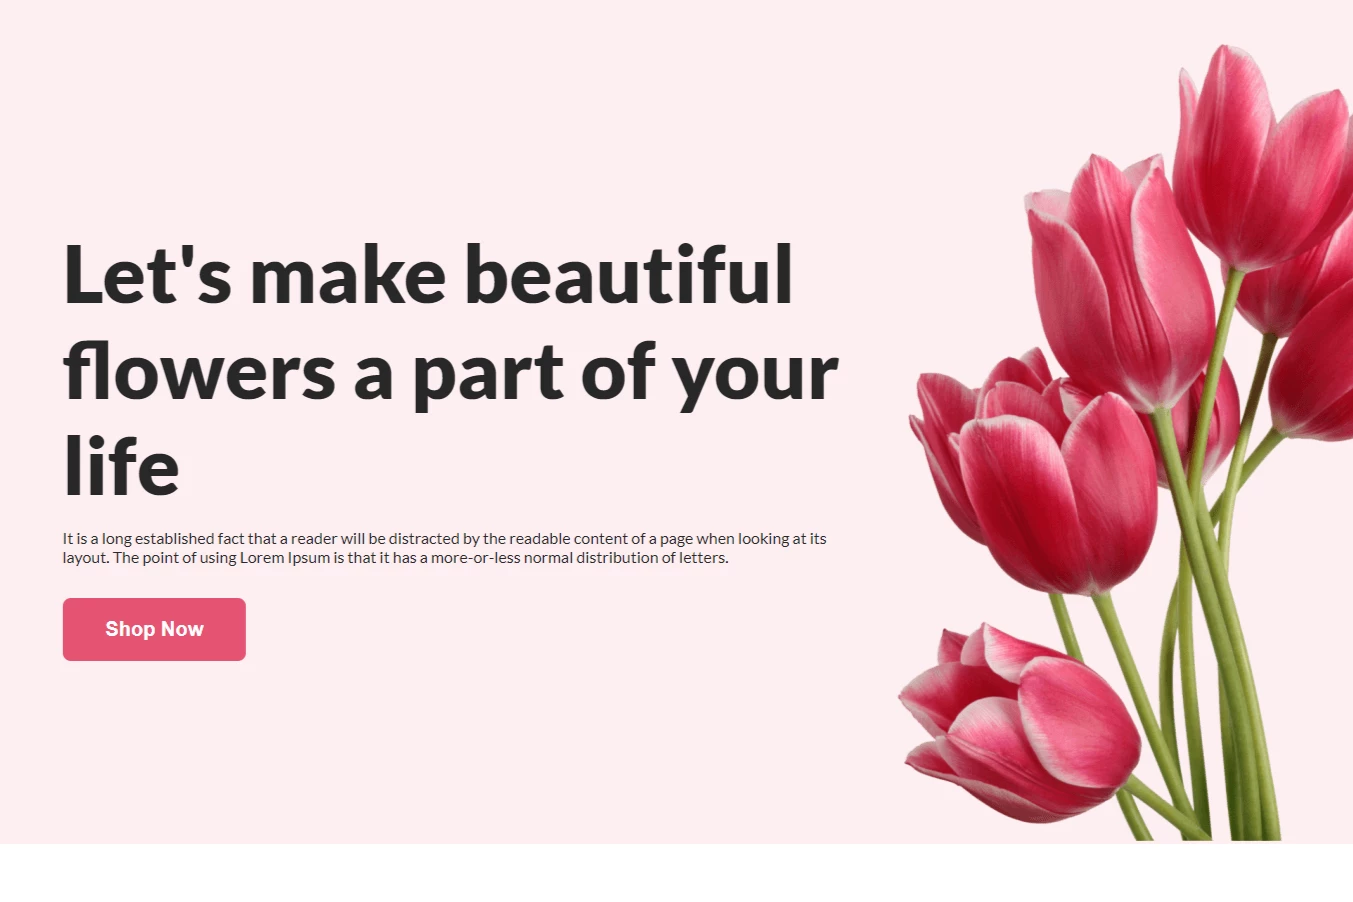 Let's make beautiful
flowers a part of your
life
It is a long established fact that a reader will be distracted by the readable content of a page when looking at its
layout. The point of using Lorem Ipsum is that it has a more-or-less normal distribution of letters.
Shop Now